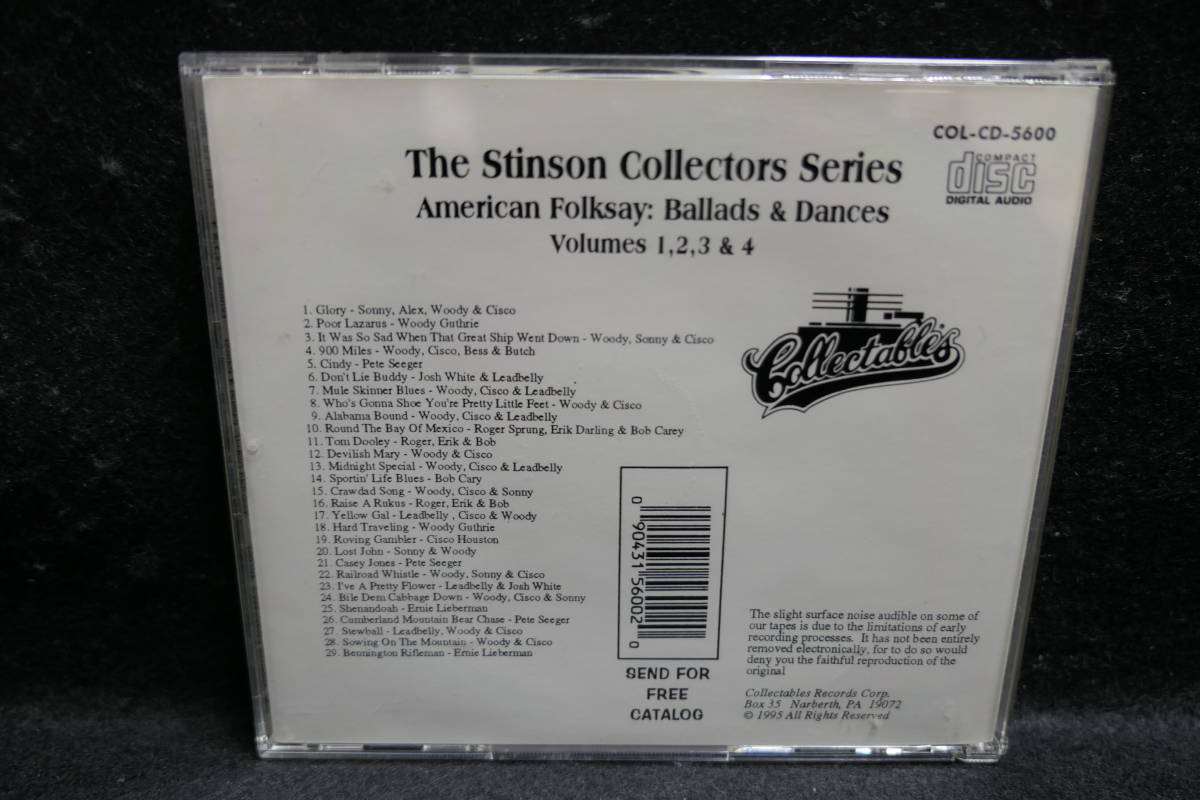 COL-CD-5600
COMPACT
disc
DIGITAL AUDIO
The Stinson Collectors Series
American Folksay: Ballads & Dances
Volumes 1,2,3 & 4
Collectables
1. Glory - Sonny, Alex, Woody & Cisco
2. Poor Lazarus - Woody Guthrie
3. It Was So Sad When That Great Ship Went Down - Woody, Sonny & Cisco
4. 900 Miles - Woody, Cisco, Bess & Butch
5. Cindy - Pete Seeger
6. Don't Lie Buddy - Josh White & Leadbelly
7. Mule Skinner Blues - Woody, Cisco & Leadbelly
8. Who's Gonna Shoe You're Pretty Little Feet - Woody & Cisco
9. Alabama Bound - Woody, Cisco & Leadbelly
10. Round The Bay Of Mexico - Roger Sprung, Erik Darling & Bob Carey
11. Tom Dooley - Roger, Erik & Bob
12. Devilish Mary - Woody & Cisco
13. Midnight Special - Woody, Cisco & Leadbelly
14. Sportin' Life Blues - Bob Cary
15. Crawdad Song - Woody, Cisco & Sonny
16. Raise A Rukus - Roger, Erik & Bob
17. Yellow Gal - Leadbelly , Cisco & Woody
18. Hard Traveling - Woody Guthrie
19. Roving Gambler - Cisco Houston
20. Lost John - Sonny & Woody
21. Casey Jones - Pete Seeger
22. Railroad Whistle - Woody, Sonny & Cisco
23. I've A Pretty Flower - Leadbelly & Josh White
24. Bile Dem Cabbage Down - Woody, Cisco & Sonny
25. Shenandoah - Ernie Lieberman
26. Cumberland Mountain Bear Chase - Pete Seeger
27. Stewball - Leadbelly, Woody & Cisco
28. Sowing On The Mountain - Woody & Cisco
29. Bennington Rifleman - Ernie Lieberman
0 90431 56002 0
SEND FOR
FREE
CATALOG
The slight surface noise audible on some of
our tapes is due to the limitations of early
recording processes. It has not been entirely
removed electronically, for to do so would
deny you the faithful reproduction of the
original
Collectables Records Corp.
Box 35 Narberth, PA 19072
© 1995 All Rights Reserved